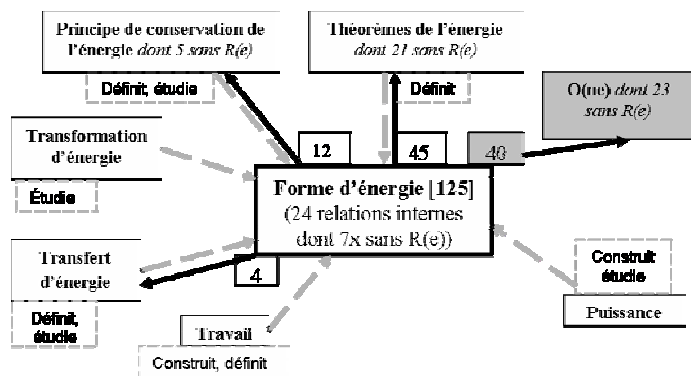 Principe de conservation de
l'énergie dont 5 sans R(e)
Définit, étudie
Théorèmes de l'énergie
dont 21 sans R(e)
Définit
O(ne) dont 23
sans R(e)
Transformation
d'énergie
Étudie
12
45
40
Forme d'énergie [125]
(24 relations internes
dont 7x sans R(e))
Transfert
d'énergie
Définit,
étudie
4
Travail
Construit, définit
Construit
étudie
Puissance